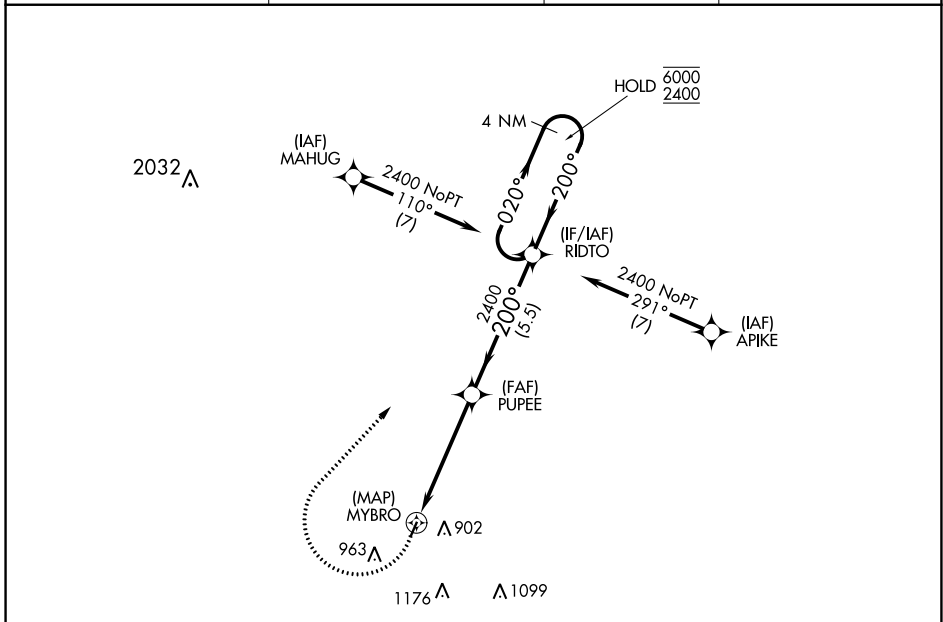 HOLD 6000
2400
4 NM
(IAF)
MAHUG
2032
2400 NoPT
110°
(7)
020°
200°
(IF/IAF)
RIDTO
2400
200°
(5.5)
2400 NoPT
291°
(7)
(IAF)
APIKE
(FAF)
PUPEE
(MAP)
MYBRO
902
963
1176
1099